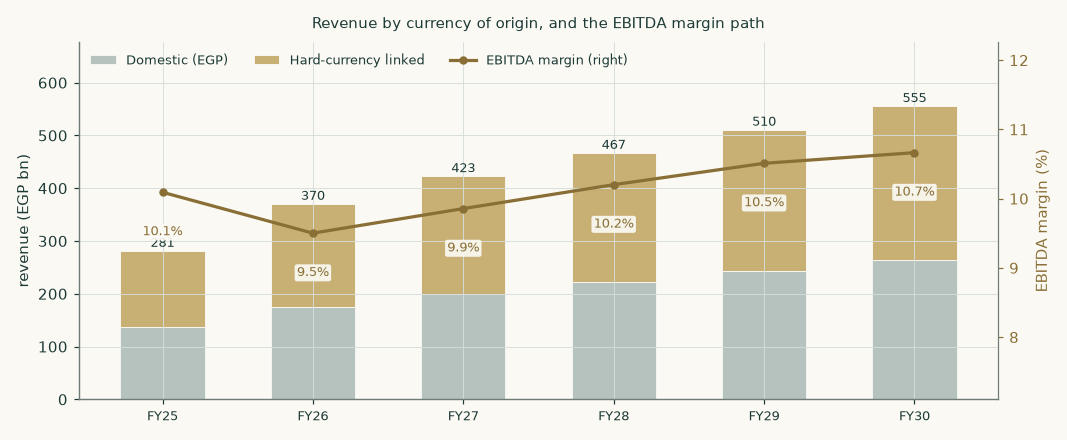 Revenue by currency of origin, and the EBITDA margin path
Domestic (EGP)
Hard-currency linked
EBITDA margin (right)
revenue (EGP bn)
600
500
400
300
200
100
0
281
370
423
467
510
555
10.1%
9.5%
9.9%
10.2%
10.5%
10.7%
12
11
10
9
8
EBITDA margin (%)
FY25
FY26
FY27
FY28
FY29
FY30